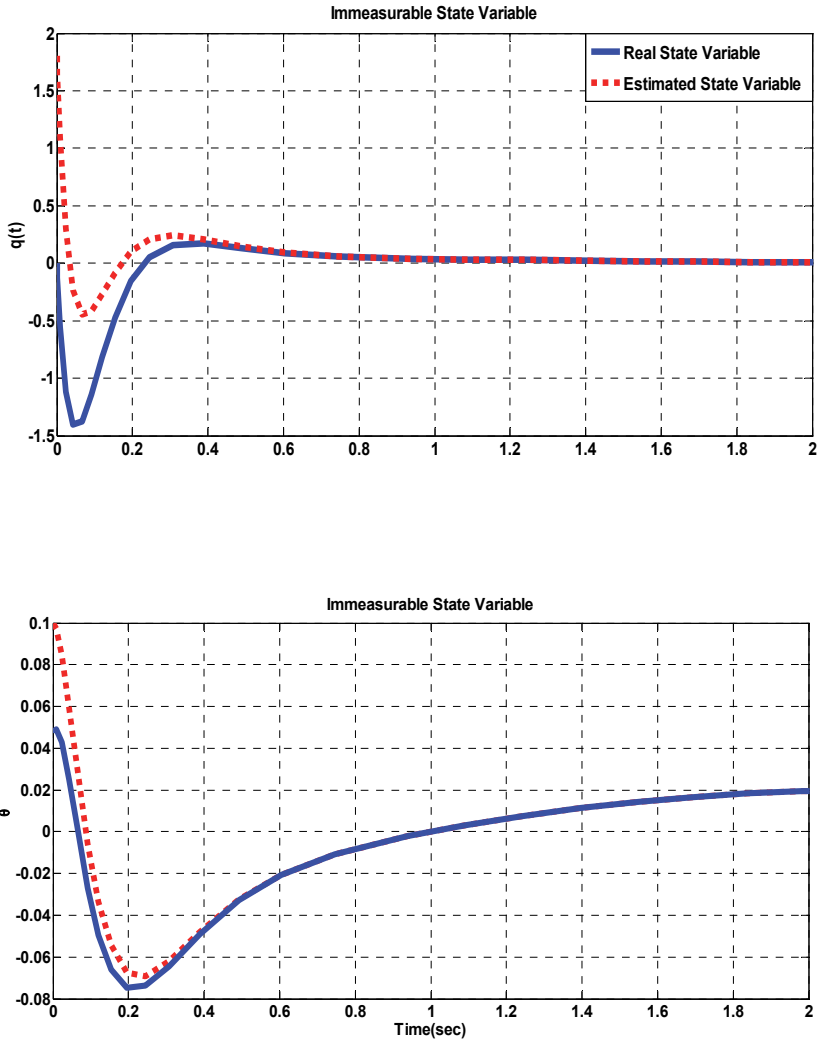 Immeasurable State Variable
2
Real State Variable
Estimated State Variable
1.5
1
0.5
q(t)
0
-0.5
-1
-1.5
0 0.2 0.4 0.6 0.8 1 1.2 1.4 1.6 1.8 2
Immeasurable State Variable
0.1
0.08
0.06
0.04
0.02
θ
0
-0.02
-0.04
-0.06
-0.08
0 0.2 0.4 0.6 0.8 1 1.2 1.4 1.6 1.8 2
Time(sec)